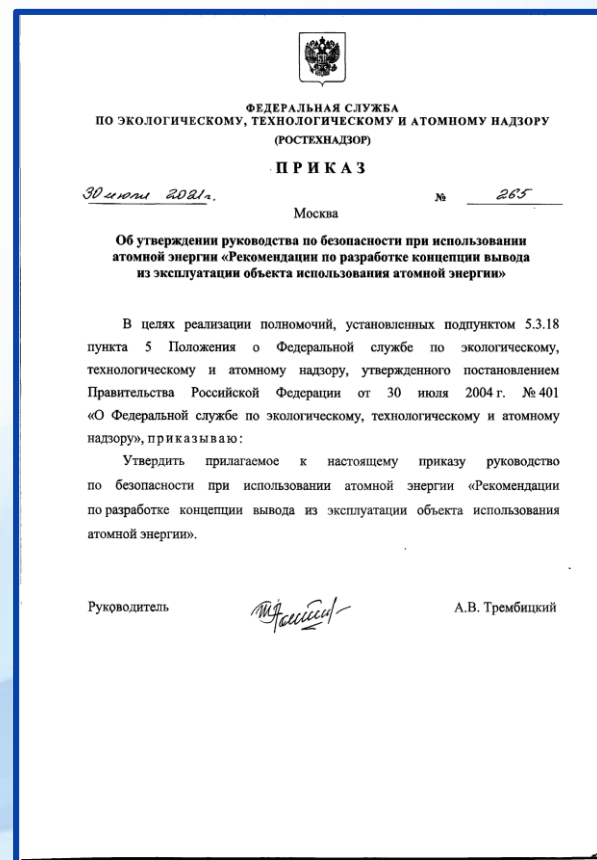 ФЕДЕРАЛЬНАЯ СЛУЖБА
ПО ЭКОЛОГИЧЕСКОМУ, ТЕХНОЛОГИЧЕСКОМУ И АТОМНОМУ НАДЗОРУ
(РОСТЕХНАДЗОР)
ПРИКАЗ
30 июля 2021г. № 265
Москва
Об утверждении руководства по безопасности при использовании
атомной энергии «Рекомендации по разработке концепции вывода
из эксплуатации объекта использования атомной энергии»
В целях реализации полномочий, установленных подпунктом 5.3.18
пункта 5 Положения о Федеральной службе по экологическому,
технологическому и атомному надзору, утвержденного постановлением
Правительства Российской Федерации от 30 июля 2004 г. № 401
«О Федеральной службе по экологическому, технологическому и атомному
надзору», приказываю:
Утвердить прилагаемое к настоящему приказу руководство
по безопасности при использовании атомной энергии «Рекомендации
по разработке концепции вывода из эксплуатации объекта использования
атомной энергии».
Руководитель А.В. Трембицкий